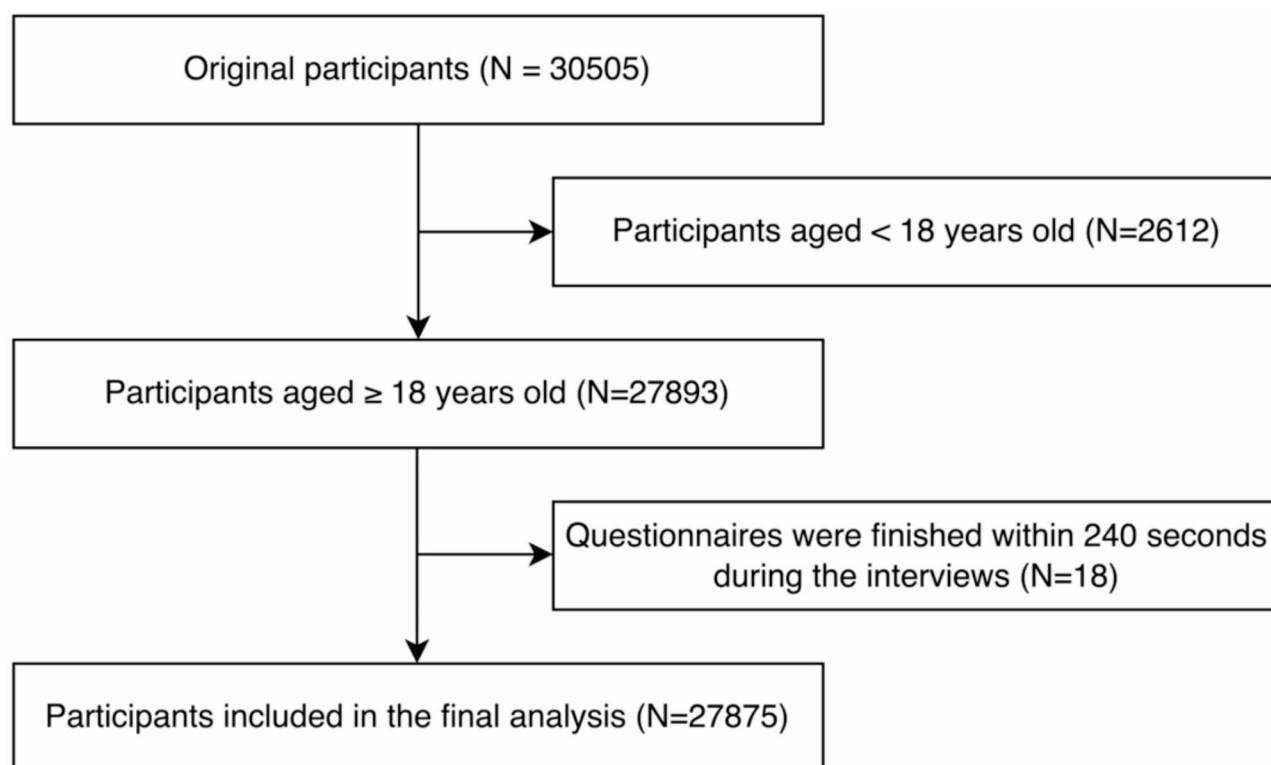 Original participants (N = 30505)
Participants aged < 18 years old (N=2612)
Participants aged ≥ 18 years old (N=27893)
Questionnaires were finished within 240 seconds
during the interviews (N=18)
Participants included in the final analysis (N=27875)